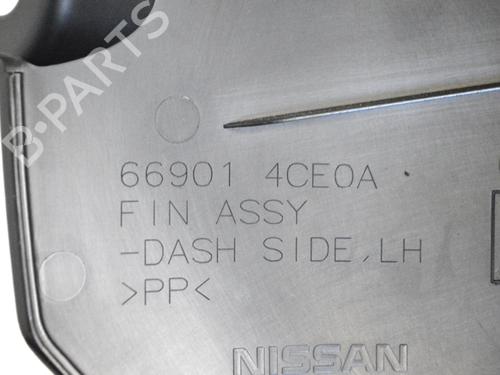 B-PARTS
66901 4CE0A
FIN ASSY
-DASH SIDE, LH
>PP<
NISSAN